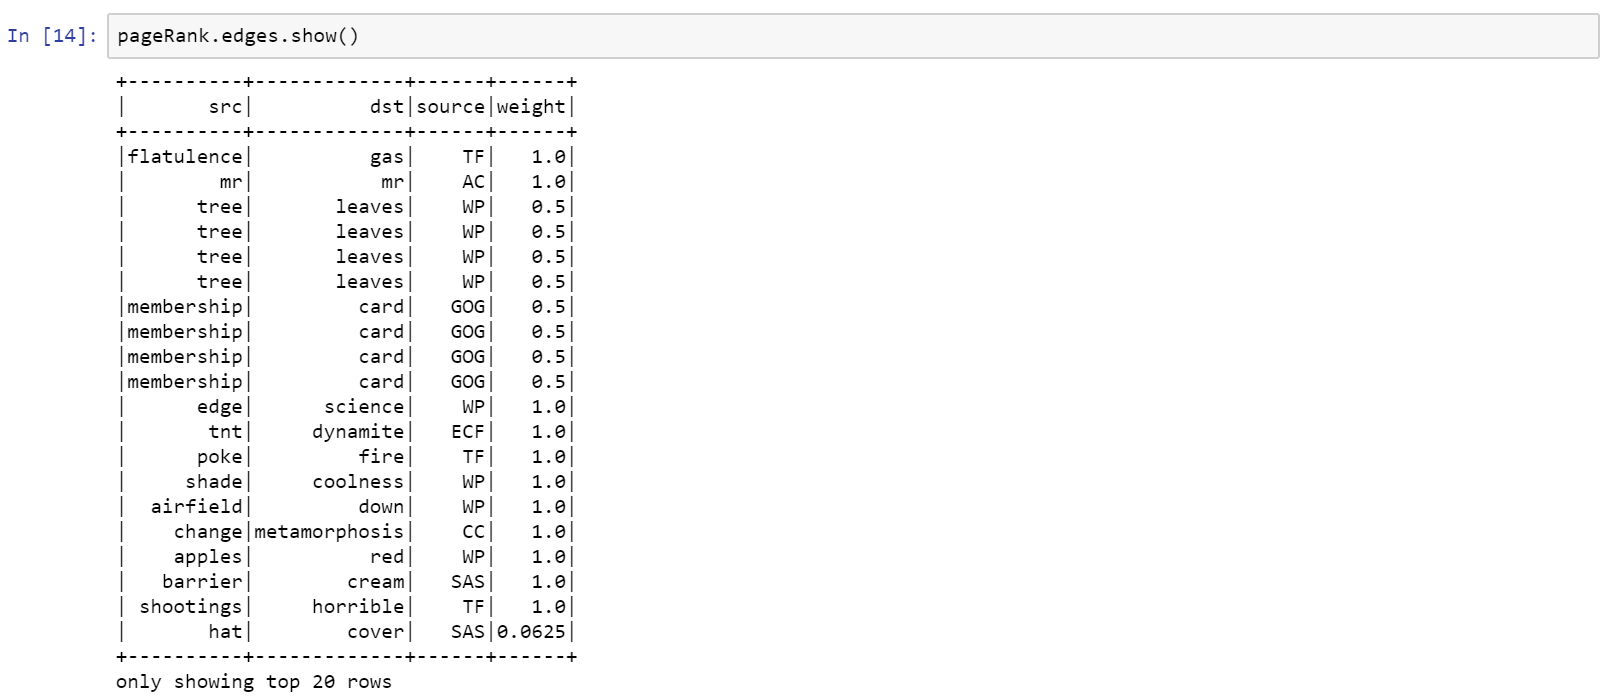 In [14]: pageRank.edges.show()
+----------+-------------+------+------+
|       src|          dst|source|weight|
+----------+-------------+------+------+
|flatulence|          gas|    TF|   1.0|
|        mr|           mr|    AC|   1.0|
|      tree|       leaves|    WP|   0.5|
|      tree|       leaves|    WP|   0.5|
|      tree|       leaves|    WP|   0.5|
|      tree|       leaves|    WP|   0.5|
|membership|         card|   GOG|   0.5|
|membership|         card|   GOG|   0.5|
|membership|         card|   GOG|   0.5|
|membership|         card|   GOG|   0.5|
|      edge|      science|    WP|   1.0|
|       tnt|     dynamite|   ECF|   1.0|
|      poke|         fire|    TF|   1.0|
|     shade|     coolness|    WP|   1.0|
|  airfield|         down|    WP|   1.0|
|    change|metamorphosis|    CC|   1.0|
|    apples|          red|    WP|   1.0|
|   barrier|        cream|   SAS|   1.0|
| shootings|     horrible|    TF|   1.0|
|       hat|        cover|   SAS|0.0625|
+----------+-------------+------+------+
only showing top 20 rows